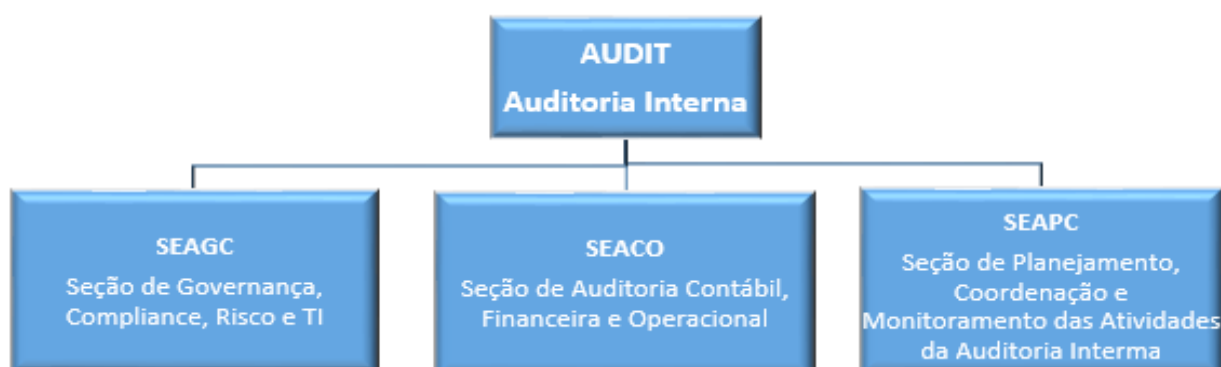 AUDIT
Auditoria Interna
SEAGC
Seção de Governança,
Compliance, Risco e TI
SEACO
Seção de Auditoria Contábil,
Financeira e Operacional
SEAPC
Seção de Planejamento,
Coordenação e
Monitoramento das Atividades
da Auditoria Interma